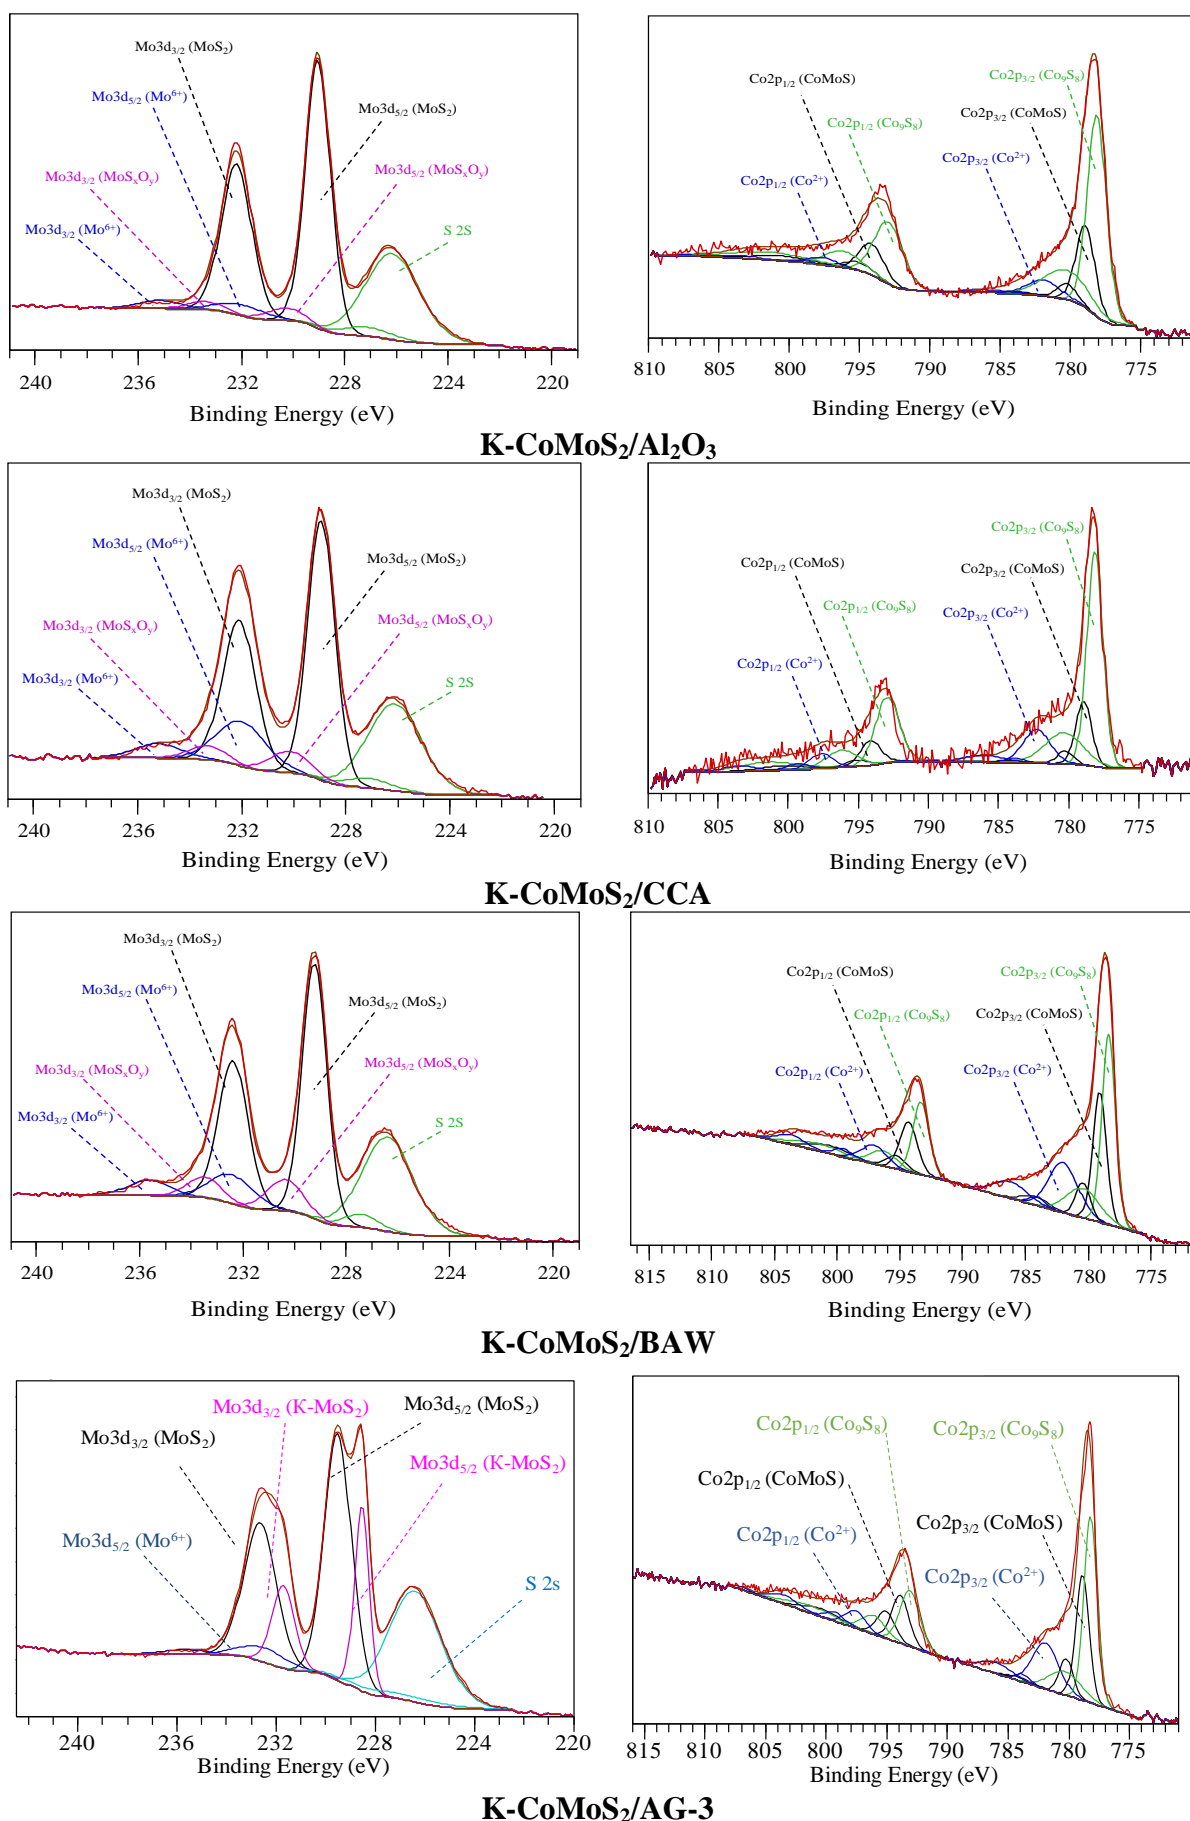 Mo3d3/2 (MoS2)
Mo3d5/2 (Mo6+)
Mo3d5/2 (MoS2)
Mo3d3/2 (MoSxOy)
Mo3d5/2 (MoSxOy)
Mo3d3/2 (Mo6+)
S 2S
240 236 232 228 224 220
Binding Energy (eV)
Co2p3/2 (Co9S8)
Co2p1/2 (CoMoS)
Co2p3/2 (CoMoS)
Co2p1/2 (Co9S8)
Co2p3/2 (Co2+)
Co2p1/2 (Co2+)
810 805 800 795 790 785 780 775
Binding Energy (eV)
K-CoMoS2/Al2O3
Mo3d3/2 (MoS2)
Mo3d5/2 (Mo6+)
Mo3d5/2 (MoS2)
Mo3d3/2 (MoSxOy)
Mo3d5/2 (MoSxOy)
Mo3d3/2 (Mo6+)
S 2S
240 236 232 228 224 220
Binding Energy (eV)
Co2p3/2 (Co9S8)
Co2p1/2 (CoMoS)
Co2p3/2 (CoMoS)
Co2p1/2 (Co9S8)
Co2p3/2 (Co2+)
Co2p1/2 (Co2+)
810 805 800 795 790 785 780 775
Binding Energy (eV)
K-CoMoS2/CCA
Mo3d3/2 (MoS2)
Mo3d5/2 (Mo6+)
Mo3d5/2 (MoS2)
Mo3d3/2 (MoSxOy)
Mo3d5/2 (MoSxOy)
Mo3d3/2 (Mo6+)
S 2S
240 236 232 228 224 220
Binding Energy (eV)
Co2p1/2 (CoMoS)
Co2p3/2 (Co9S8)
Co2p1/2 (Co9S8)
Co2p3/2 (CoMoS)
Co2p1/2 (Co2+)
Co2p3/2 (Co2+)
815 810 805 800 795 790 785 780 775
Binding Energy (eV)
K-CoMoS2/BAW
Mo3d3/2 (K-MoS2)
Mo3d5/2 (MoS2)
Mo3d3/2 (MoS2)
Mo3d5/2 (K-MoS2)
Mo3d5/2 (Mo6+)
S 2s
240 236 232 228 224 220
Binding Energy (eV)
Co2p1/2 (Co9S8)
Co2p3/2 (Co9S8)
Co2p1/2 (CoMoS)
Co2p3/2 (CoMoS)
Co2p1/2 (Co2+)
Co2p3/2 (Co2+)
815 810 805 800 795 790 785 780 775
Binding Energy (eV)
K-CoMoS2/AG-3